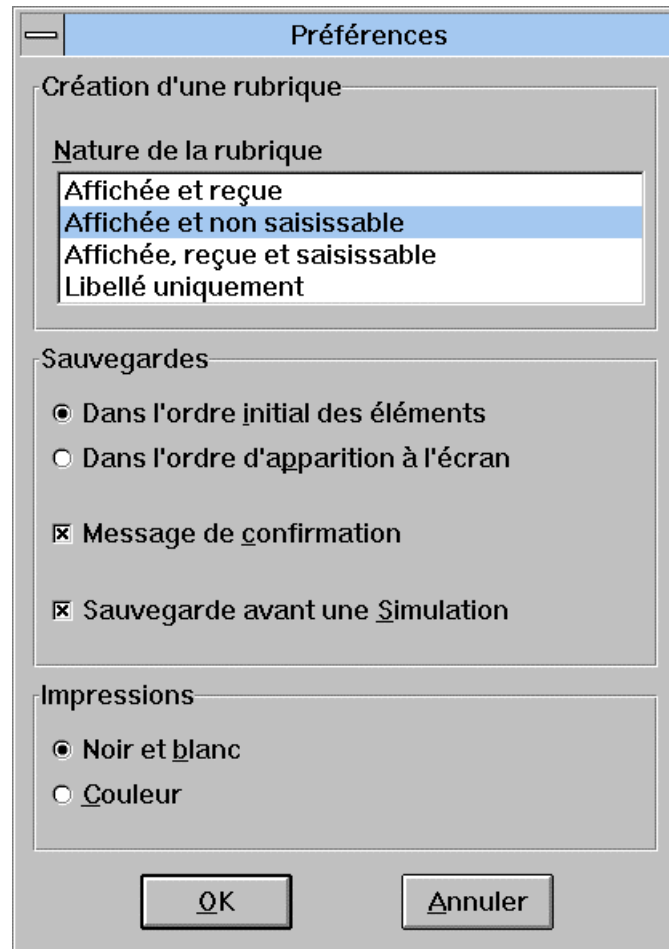 Préférences
Création d'une rubrique
Nature de la rubrique
Affichée et reçue
Affichée et non saisissable
Affichée, reçue et saisissable
Libellé uniquement
Sauvegardes
Dans l'ordre initial des éléments
Dans l'ordre d'apparition à l'écran
Message de confirmation
Sauvegarde avant une Simulation
Impressions
Noir et blanc
Couleur
OK Annuler